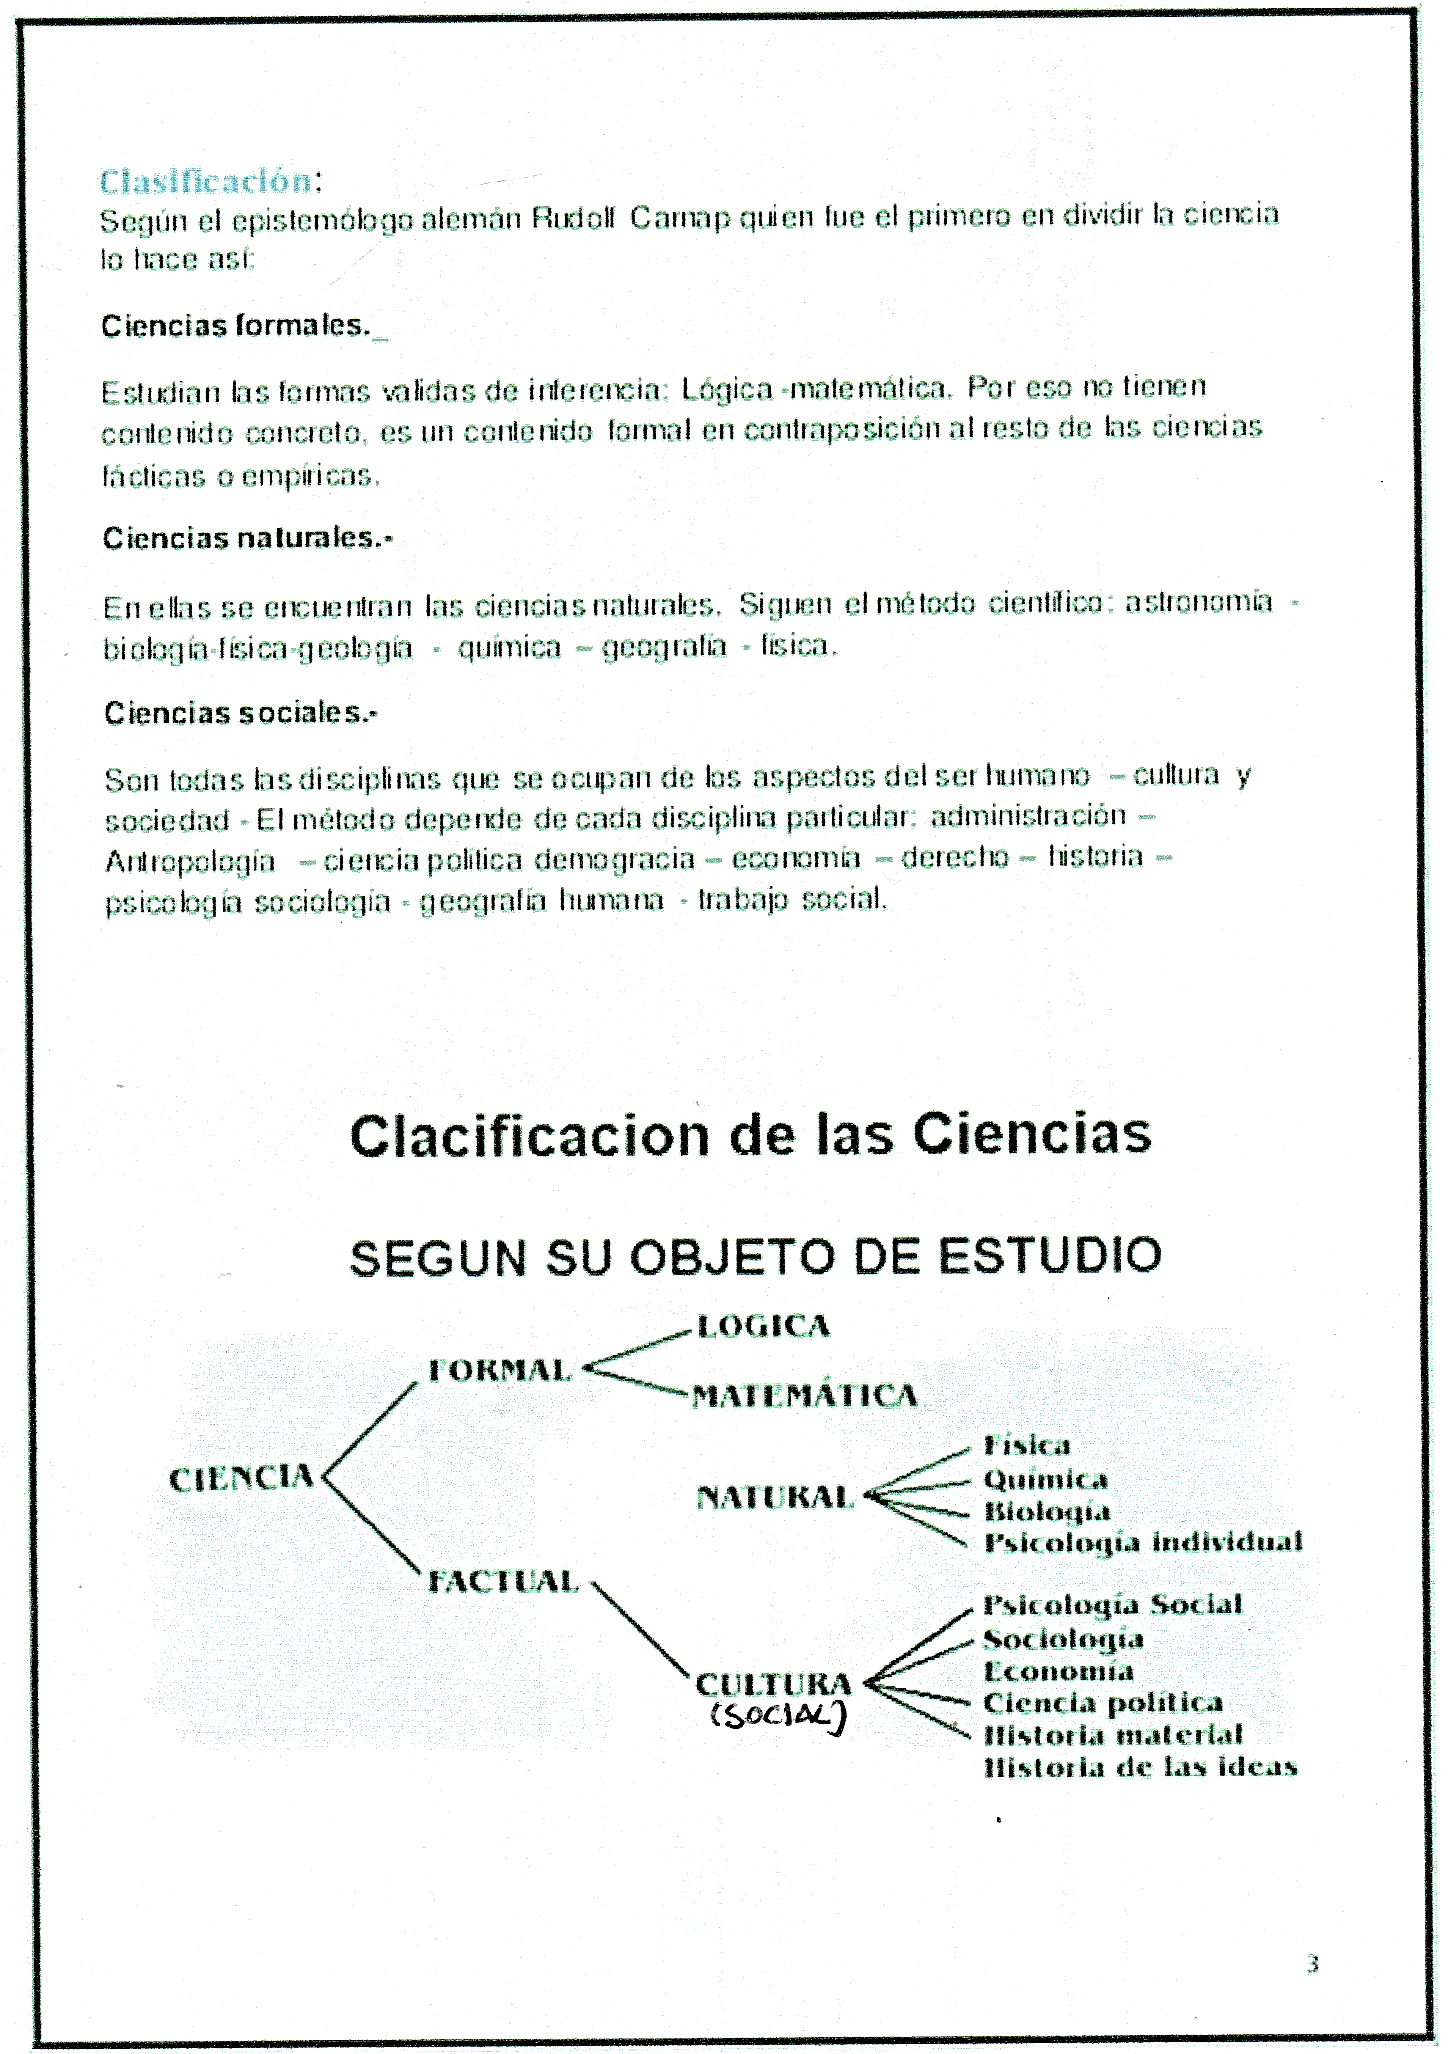 Clasificación:
Según el epistemólogo alemán Rudolf Carnap quien fue el primero en dividir la ciencia
lo hace así:
Ciencias formales._
Estudian las formas validas de inferencia: Lógica -matemática. Por eso no tienen
contenido concreto, es un contenido formal en contraposición al resto de las ciencias
fácticas o empíricas.
Ciencias naturales.-
En ellas se encuentran las ciencias naturales. Siguen el método científico: astronomía -
biología-física-geología - química – geografía - física.
Ciencias sociales.-
Son todas las disciplinas que se ocupan de los aspectos del ser humano – cultura y
sociedad - El método depende de cada disciplina particular: administración –
Antropología – ciencia política demogracia – economía – derecho – historia –
psicología sociología - geografía humana - trabajo social.
Clacificacion de las Ciencias
SEGUN SU OBJETO DE ESTUDIO
LOGICA
FORMAL
MATEMÁTICA
Física
CIENCIA
Química
NATURAL
Biología
Psicología individual
FACTUAL
Psicología Social
Sociología
Economía
CULTURA
Ciencia política
(SOCIAL)
Historia material
Historia de las ideas
3